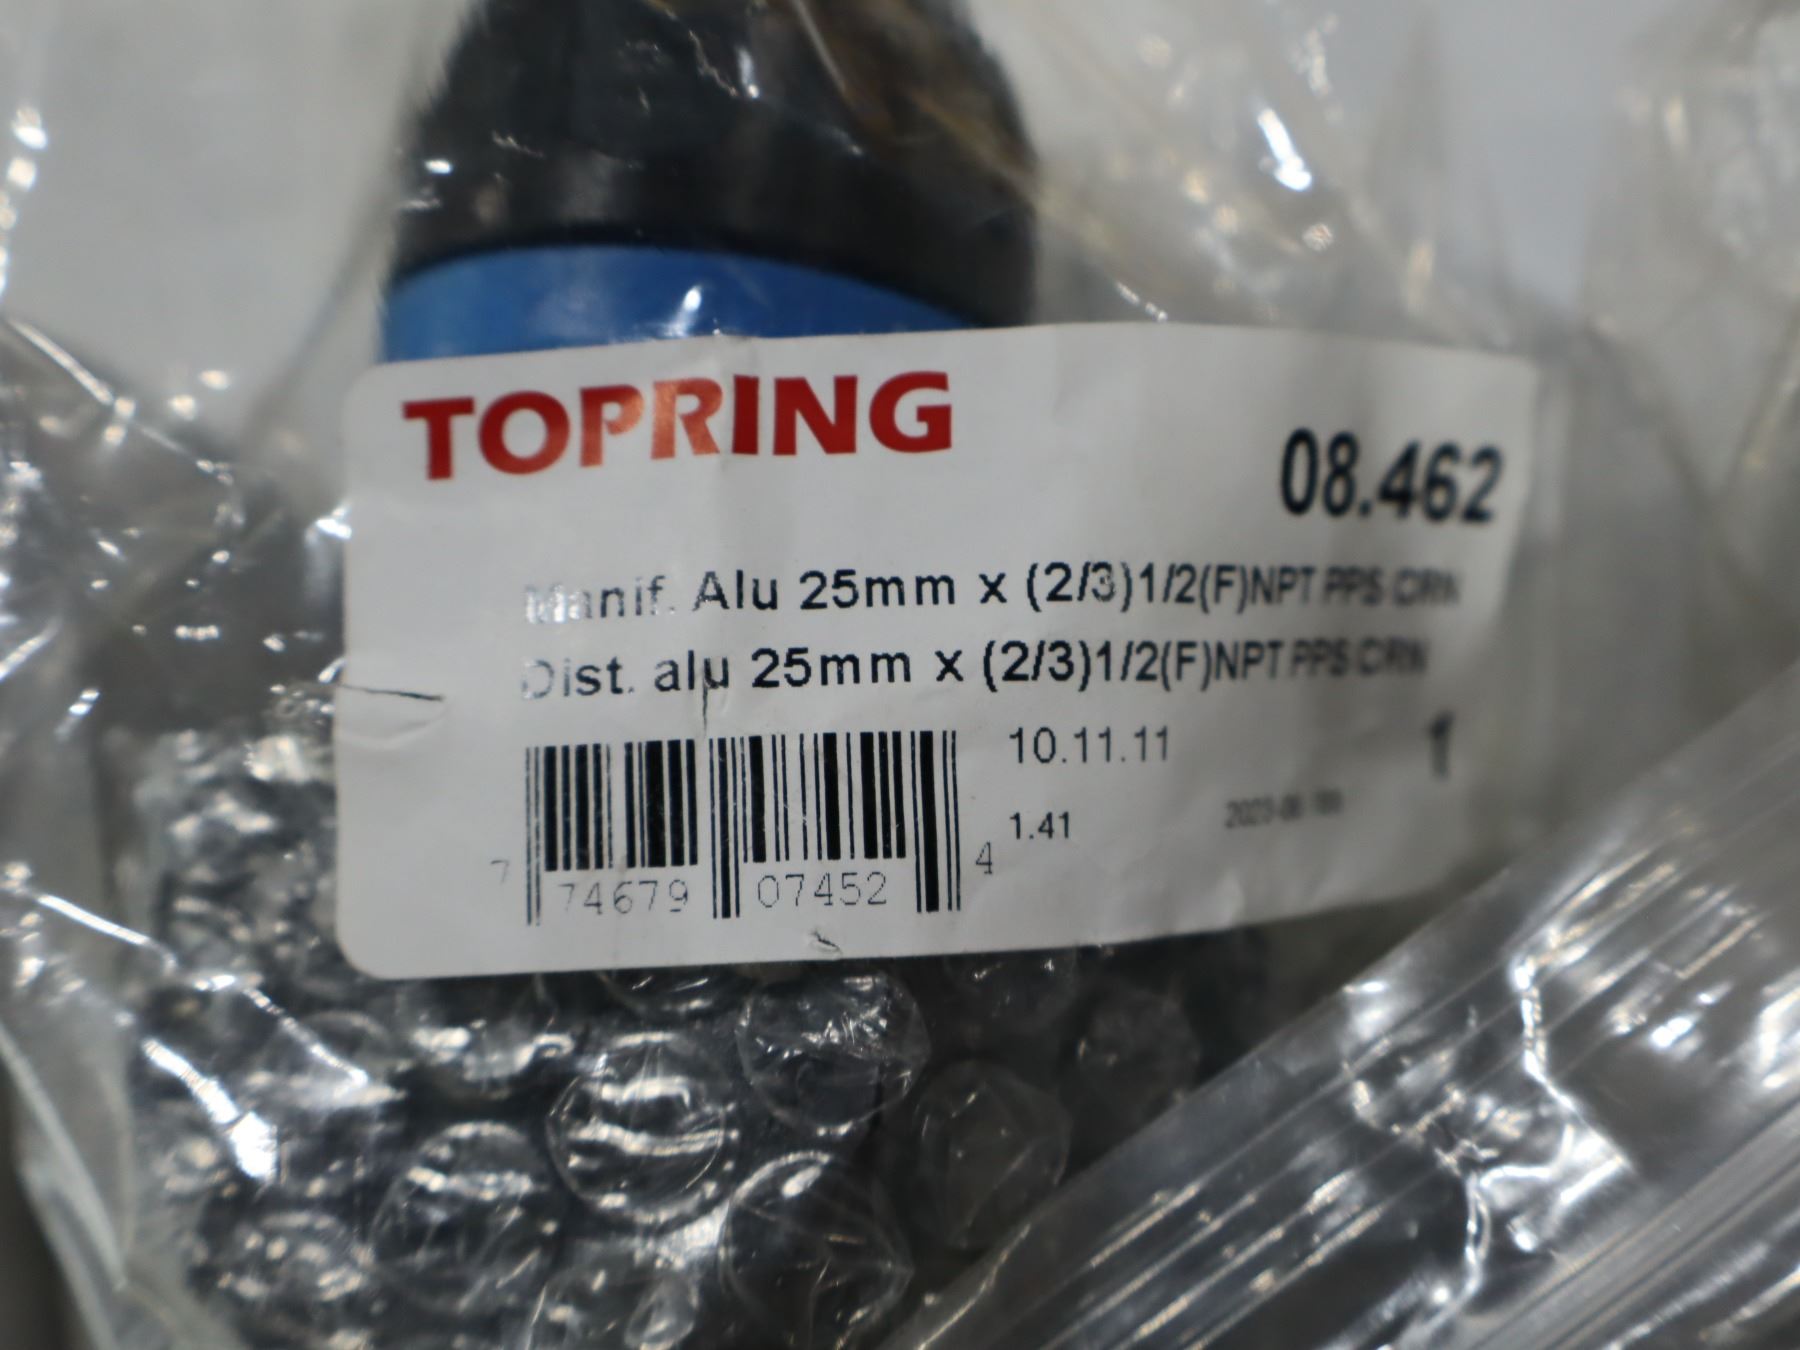 TOPRING
08.462
Manif. Alu 25mm x (2/3)1/2(F)NPT PPS CRN
Dist. alu 25mm x (2/3)1/2(F)NPT PPS CRN
10.11.11
1
1.41
7 74679 07452 4